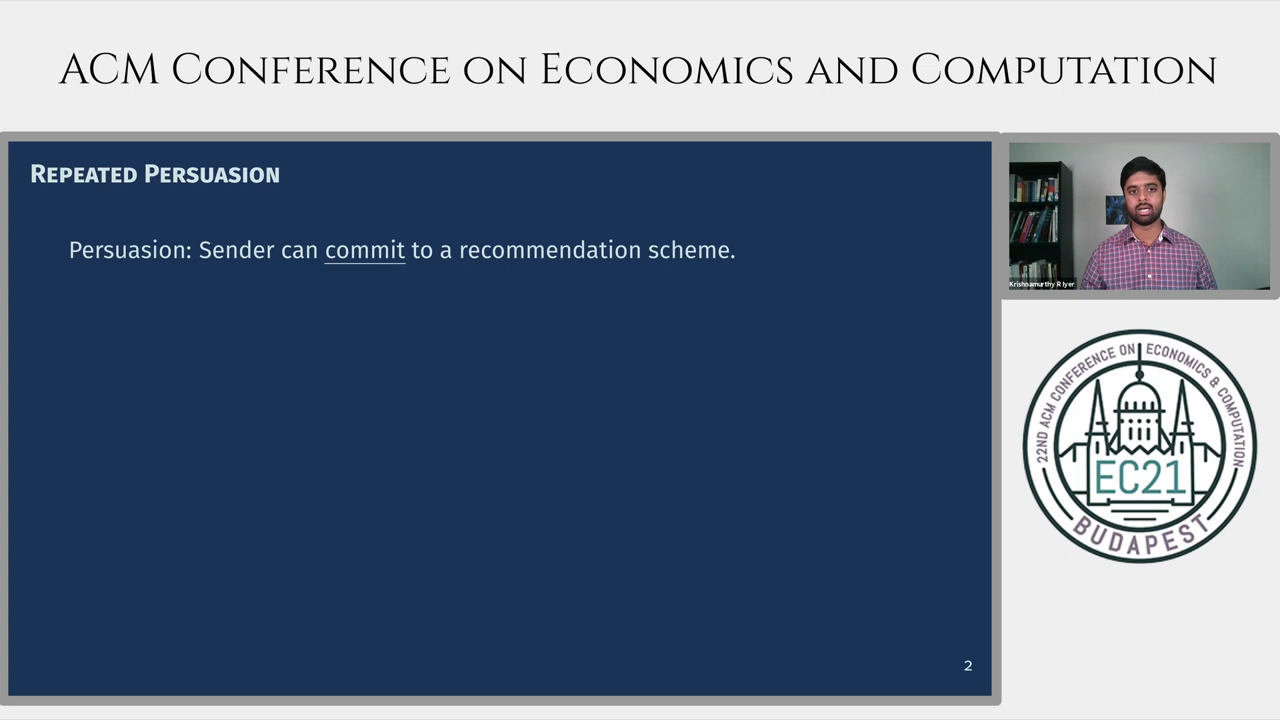 ACM CONFERENCE ON ECONOMICS AND COMPUTATION
REPEATED PERSUASION
Persuasion: Sender can commit to a recommendation scheme.
2
Krishnamurthy R Iyer
22ND ACM CONFERENCE ON ECONOMICS & COMPUTATION
EC21
BUDAPEST